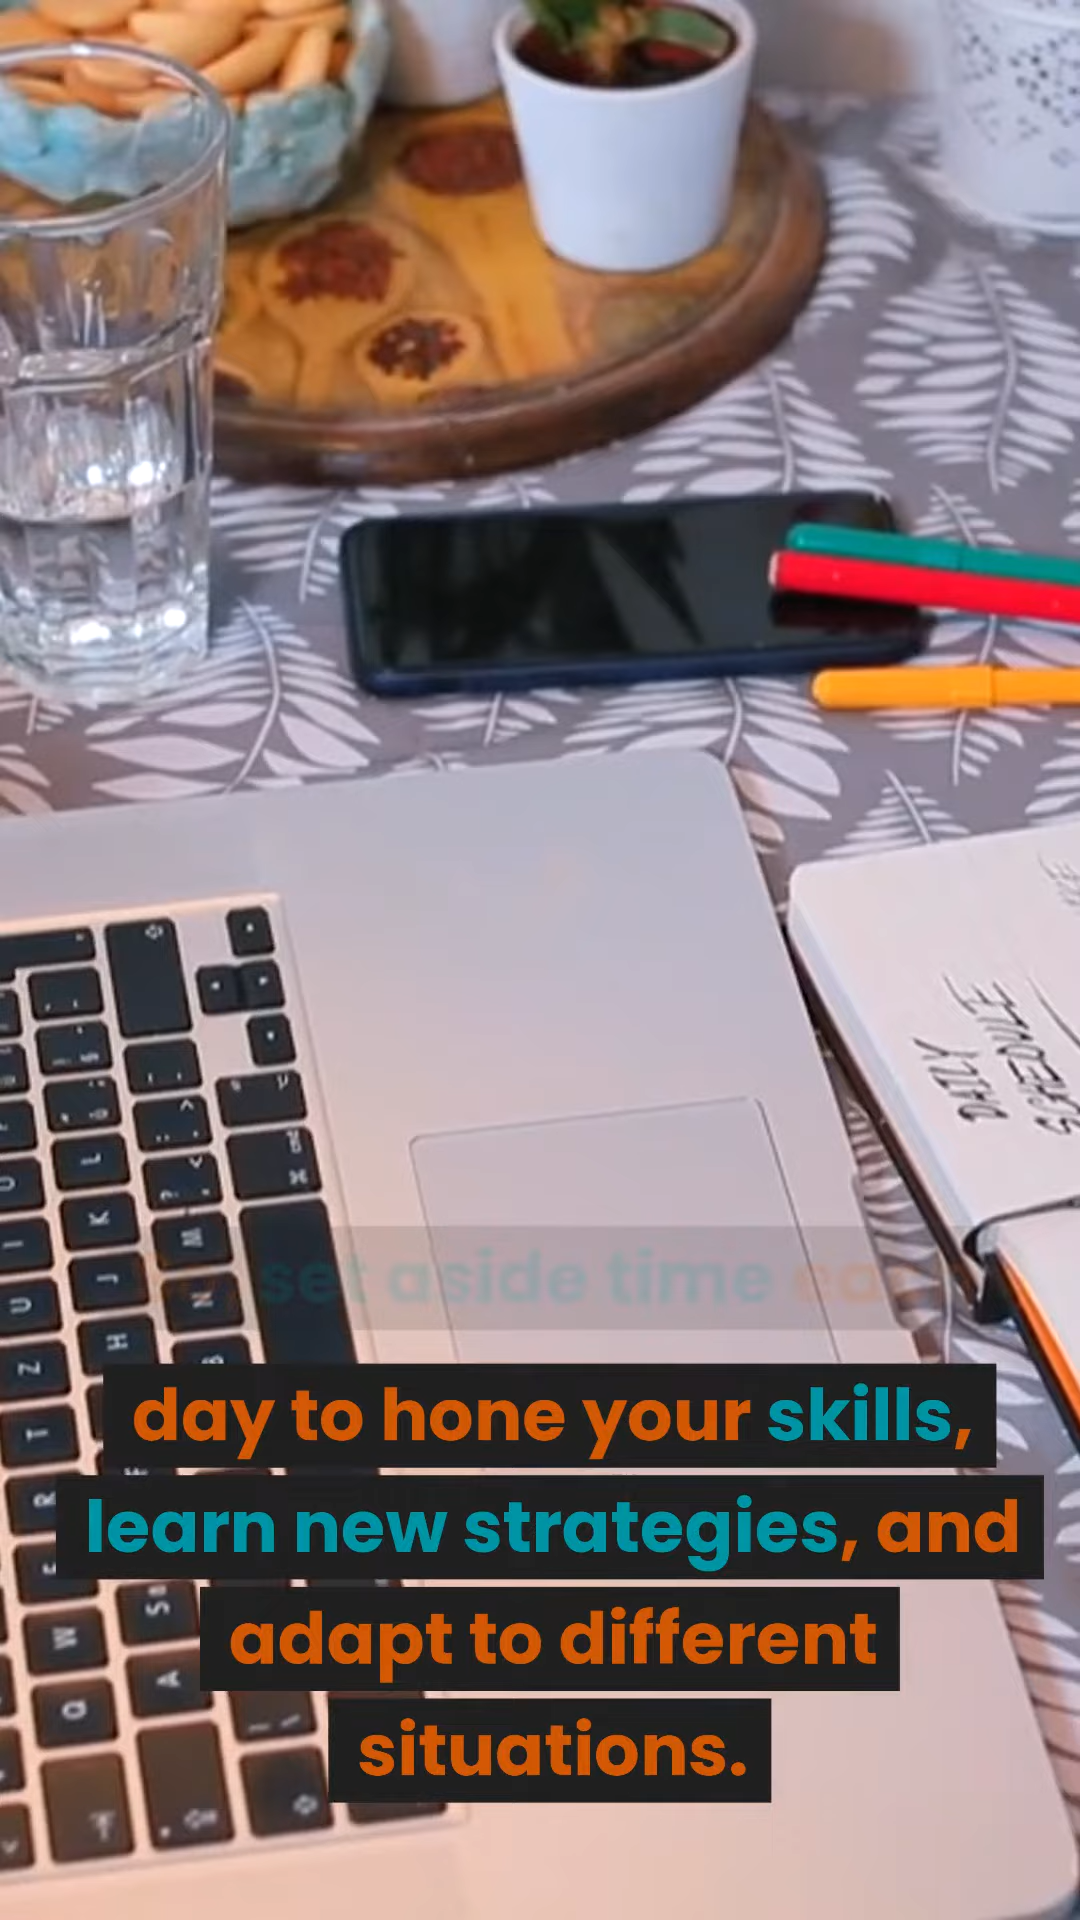 set aside time
day to hone your skills,
learn new strategies, and
adapt to different
situations.
DAILY
SCHEDULE